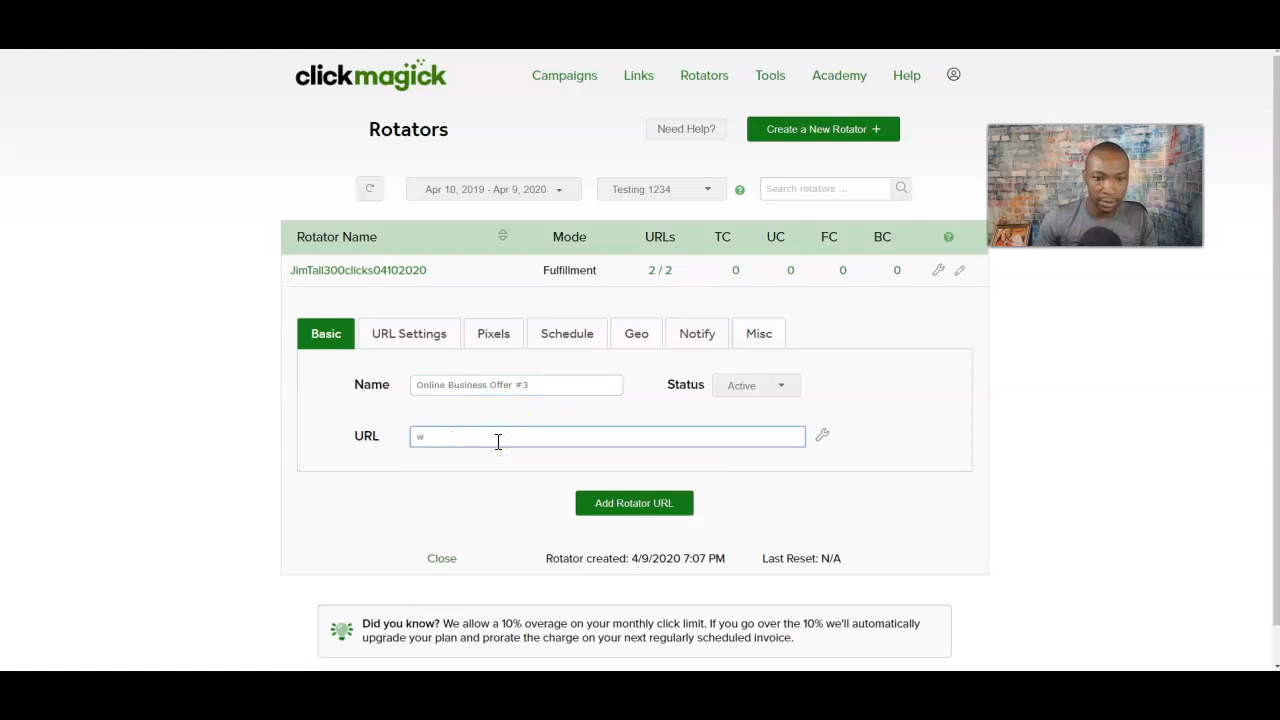 clickmagick
Campaigns Links Rotators Tools Academy Help
Rotators
Need Help?
Create a New Rotator +
Apr 10, 2019 - Apr 9, 2020
Testing 1234
Search rotators ...
Rotator Name Mode URLs TC UC FC BC
JimTall300clicks04102020 Fulfillment 2 / 2 0 0 0 0
Basic URL Settings Pixels Schedule Geo Notify Misc
Name Online Business Offer #3 Status Active
URL w
Add Rotator URL
Close Rotator created: 4/9/2020 7:07 PM Last Reset: N/A
Did you know? We allow a 10% overage on your monthly click limit. If you go over the 10% we'll automatically
upgrade your plan and prorate the charge on your next regularly scheduled invoice.